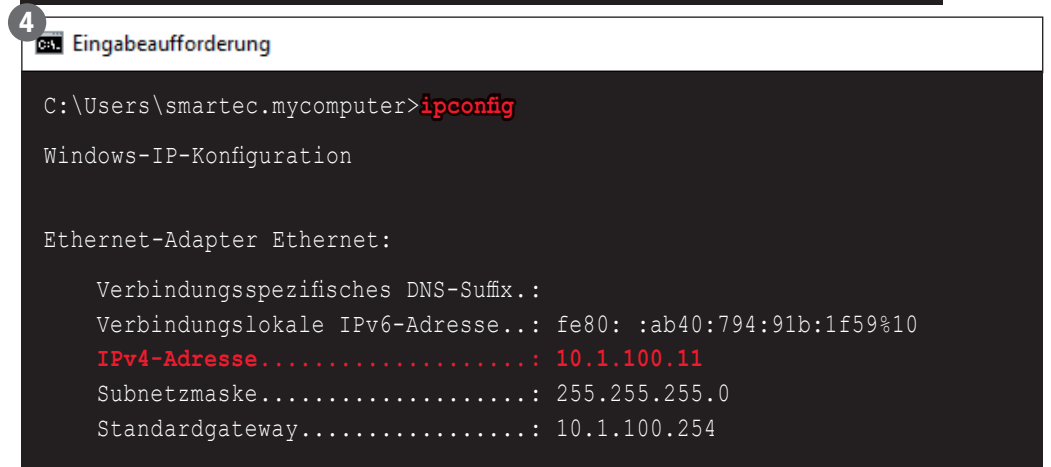 4
Eingabeaufforderung
C:\Users\smartec.mycomputer>ipconfig
Windows-IP-Konfiguration
Ethernet-Adapter Ethernet:
Verbindungsspezifisches DNS-Suffix.:
Verbindungslokale IPv6-Adresse..: fe80: :ab40:794:91b:1f59%10
IPv4-Adresse....................: 10.1.100.11
Subnetzmaske....................: 255.255.255.0
Standardgateway.................: 10.1.100.254